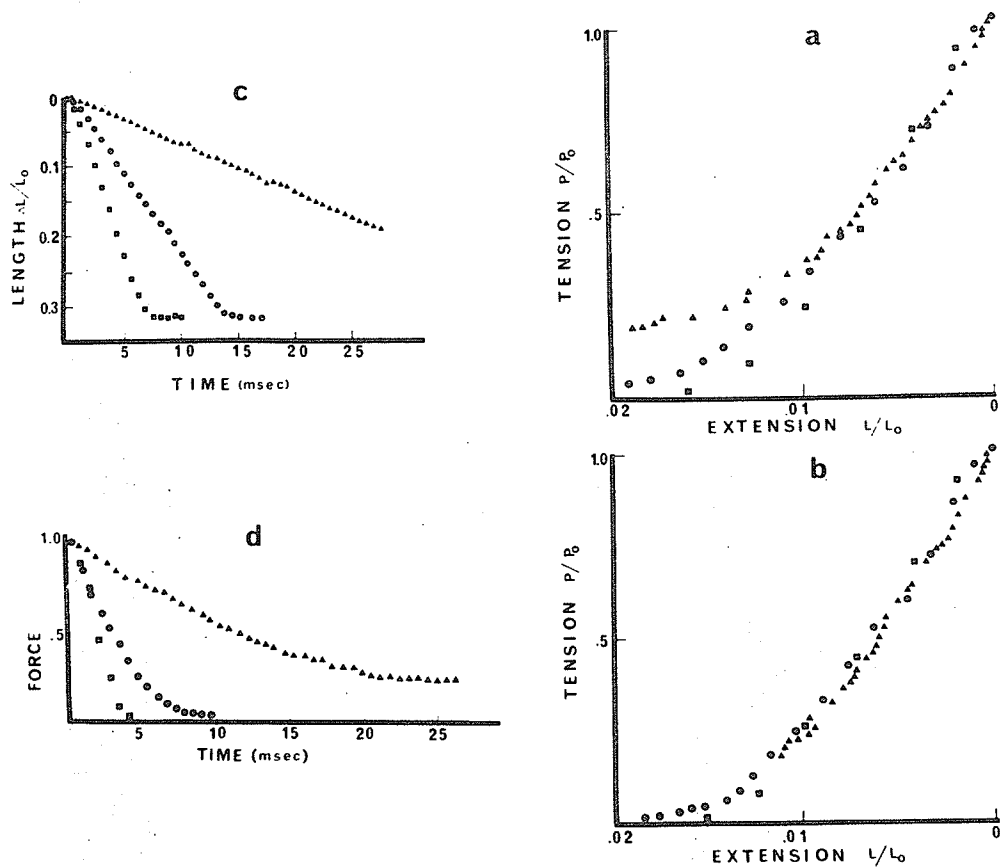 c
0
0.1
0.2
0.3
LENGTH ΔL/L₀
5 10 15 20 25
TIME (msec)
a
1.0
.5
TENSION P/P₀
.02 .01 0
EXTENSION L/L₀
d
1.0
.5
FORCE
5 10 15 20 25
TIME (msec)
b
1.0
.5
TENSION P/P₀
.02 .01 0
EXTENSION L/L₀